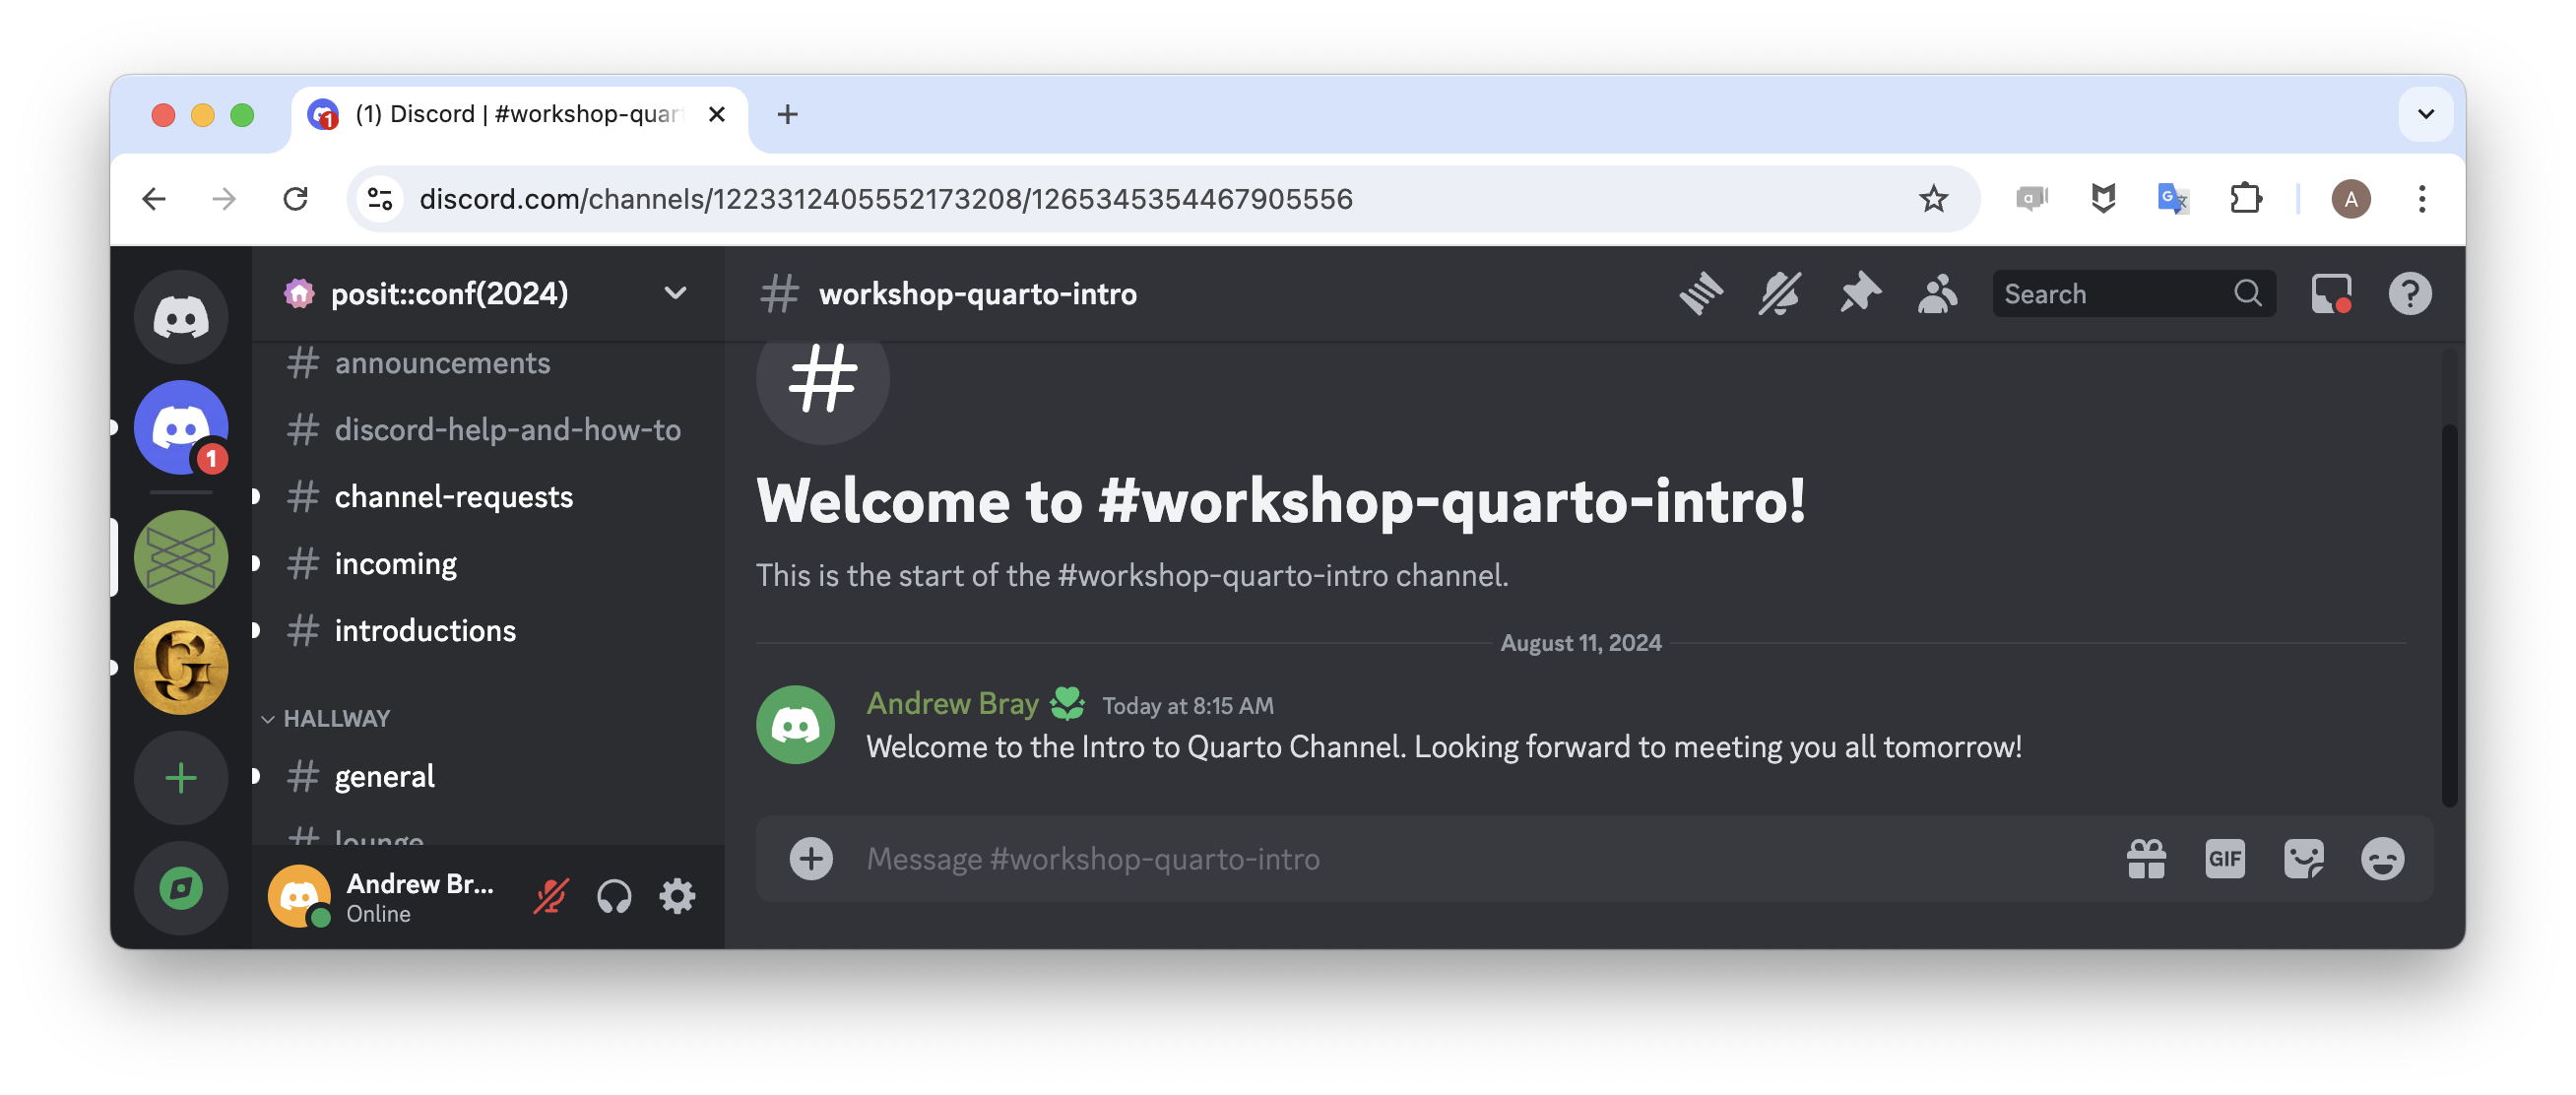 (1) Discord | #workshop-quar
discord.com/channels/1223312405552173208/1265345354467905556
A
posit::conf(2024)
# workshop-quarto-intro
Search
# announcements
# discord-help-and-how-to
1
# channel-requests
# incoming
# introductions
HALLWAY
# general
# lounge
Andrew Br...
Online
#
Welcome to #workshop-quarto-intro!
This is the start of the #workshop-quarto-intro channel.
August 11, 2024
Andrew Bray Today at 8:15 AM
Welcome to the Intro to Quarto Channel. Looking forward to meeting you all tomorrow!
Message #workshop-quarto-intro
GIF